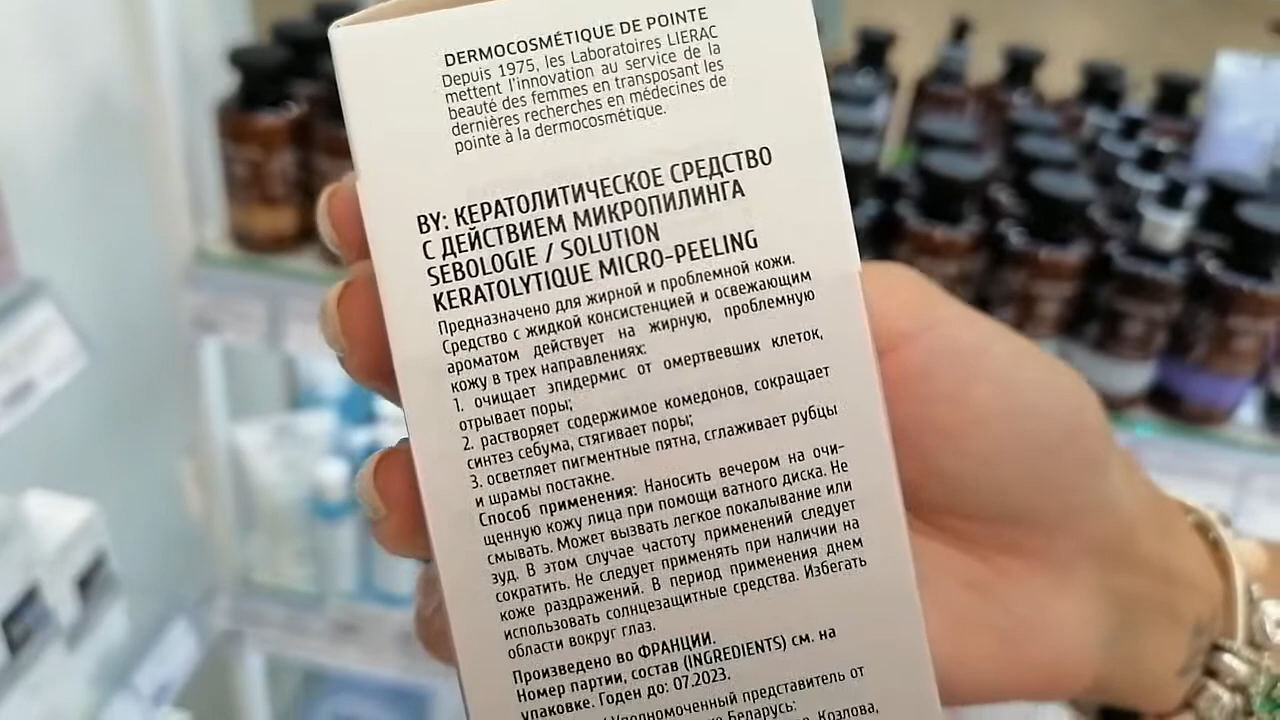 DERMOCOSMÉTIQUE DE POINTE
Depuis 1975, les Laboratoires LIERAC
mettent l'innovation au service de la
beauté des femmes en transposant les
dernières recherches en médecines de
pointe à la dermocosmétique.
BY: КЕРАТОЛИТИЧЕСКОЕ СРЕДСТВО
С ДЕЙСТВИЕМ МИКРОПИЛИНГА
SEBOLOGIE / SOLUTION
KERATOLYTIQUE MICRO-PEELING
Предназначено для жирной и проблемной кожи.
Средство с жидкой консистенцией и освежающим
ароматом действует на жирную, проблемную
кожу в трех направлениях:
1. очищает эпидермис от омертвевших клеток,
отрывает поры;
2. растворяет содержимое комедонов, сокращает
синтез себума, стягивает поры;
3. осветляет пигментные пятна, сглаживает рубцы
и шрамы постакне.
Способ применения: Наносить вечером на очи-
щенную кожу лица при помощи ватного диска. Не
смывать. Может вызвать легкое покалывание или
зуд. В этом случае частоту применений следует
сократить. Не следует применять при наличии на
коже раздражений. В период применения днем
использовать солнцезащитные средства. Избегать
области вокруг глаз.
Произведено во ФРАНЦИИ.
Номер партии, состав (INGREDIENTS) см. на
упаковке. Годен до: 07.2023.
Уполномоченный представитель от
Беларусь:
Козлова,